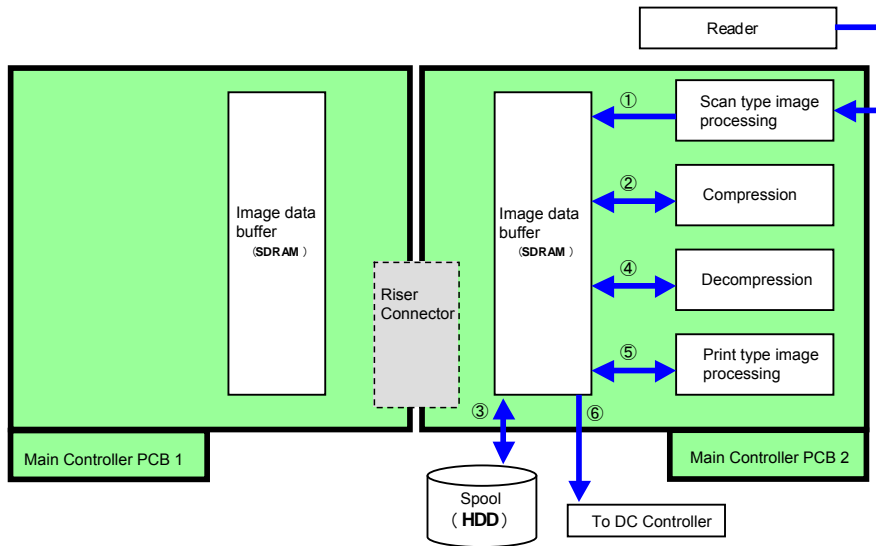 Reader
①
Scan type image
processing
②
Compression
Image data
buffer
(SDRAM)
Image data
buffer
(SDRAM)
④
Decompression
Riser
Connector
⑤
Print type image
processing
③
⑥
Main Controller PCB 1
Main Controller PCB 2
Spool
(HDD)
To DC Controller